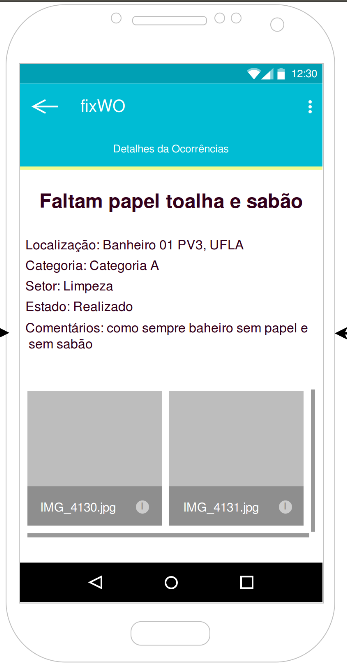 12:30
fixWO
Detalhes da Ocorrências
Faltam papel toalha e sabão
Localização: Banheiro 01 PV3, UFLA
Categoria: Categoria A
Setor: Limpeza
Estado: Realizado
Comentários: como sempre baheiro sem papel e
sem sabão
IMG_4130.jpg
IMG_4131.jpg